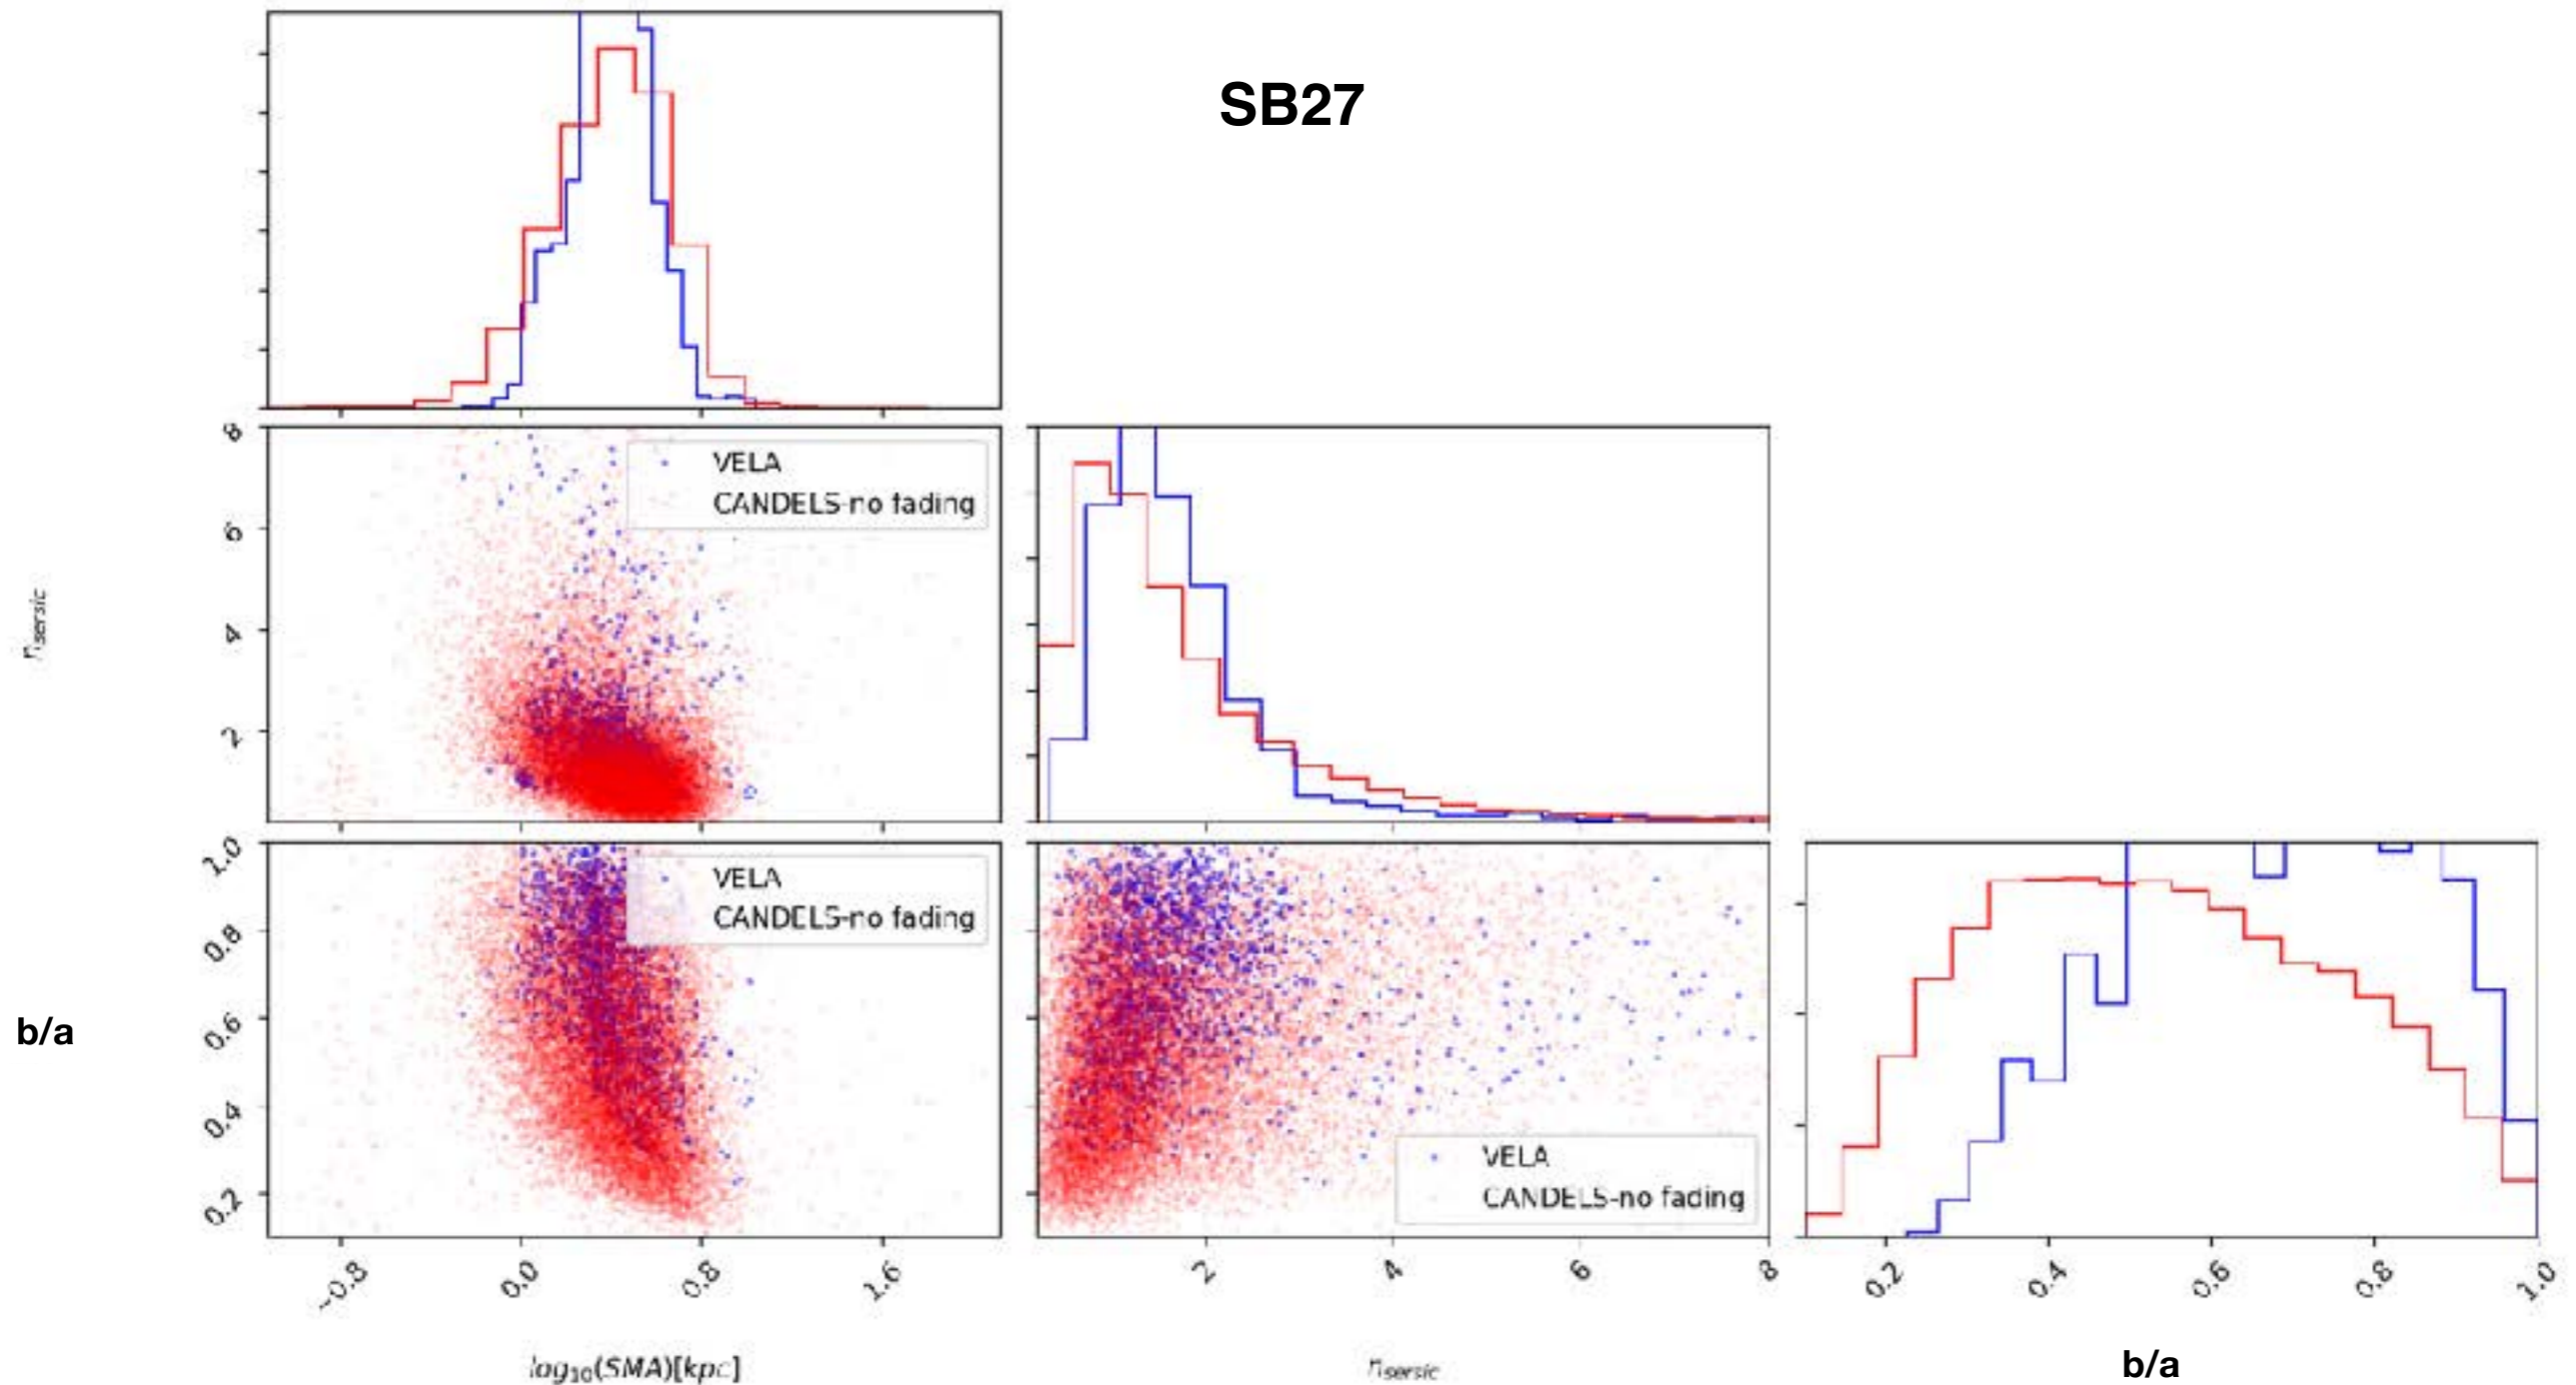 SB27
8
VELA
CANDELS-no fading
6
4
2
n_sersic
1.0
VELA
CANDELS-no fading
0.8
0.6
0.4
0.2
b/a
VELA
CANDELS-no fading
−0.8 0.0 0.8 1.6
2 4 6 8
0.2 0.4 0.6 0.8 1.0
log₁₀(SMA)[kpc]
n_sersic
b/a